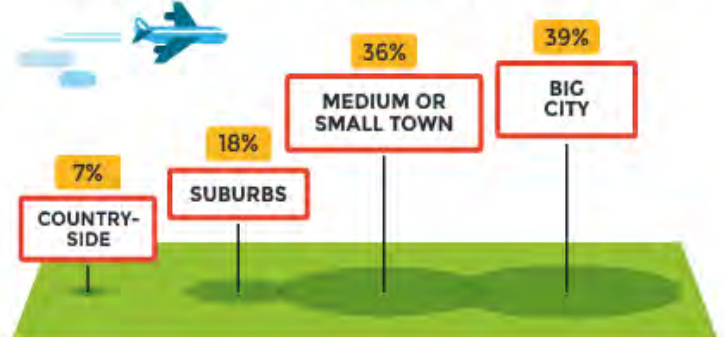 7%
COUNTRY-
SIDE
18%
SUBURBS
36%
MEDIUM OR
SMALL TOWN
39%
BIG
CITY